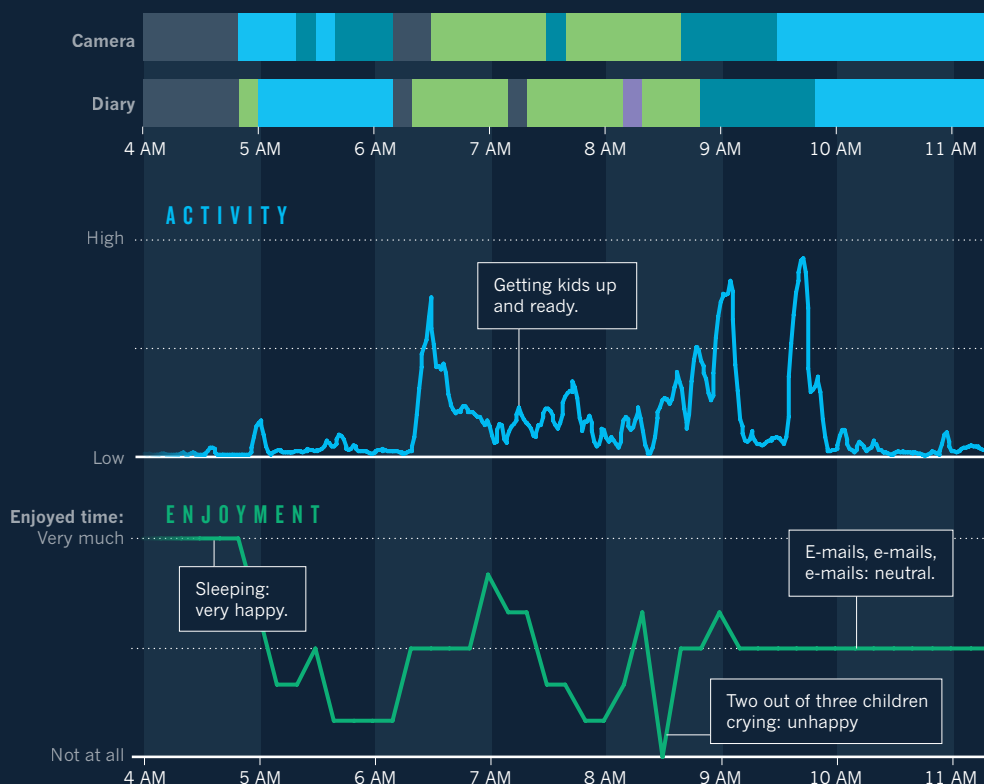 Camera
Diary
4 AM 5 AM 6 AM 7 AM 8 AM 9 AM 10 AM 11 AM
ACTIVITY
High
Getting kids up
and ready.
Low
Enjoyed time:
ENJOYMENT
Very much
E-mails, e-mails,
e-mails: neutral.
Sleeping:
very happy.
Two out of three children
crying: unhappy
Not at all
4 AM 5 AM 6 AM 7 AM 8 AM 9 AM 10 AM 11 AM